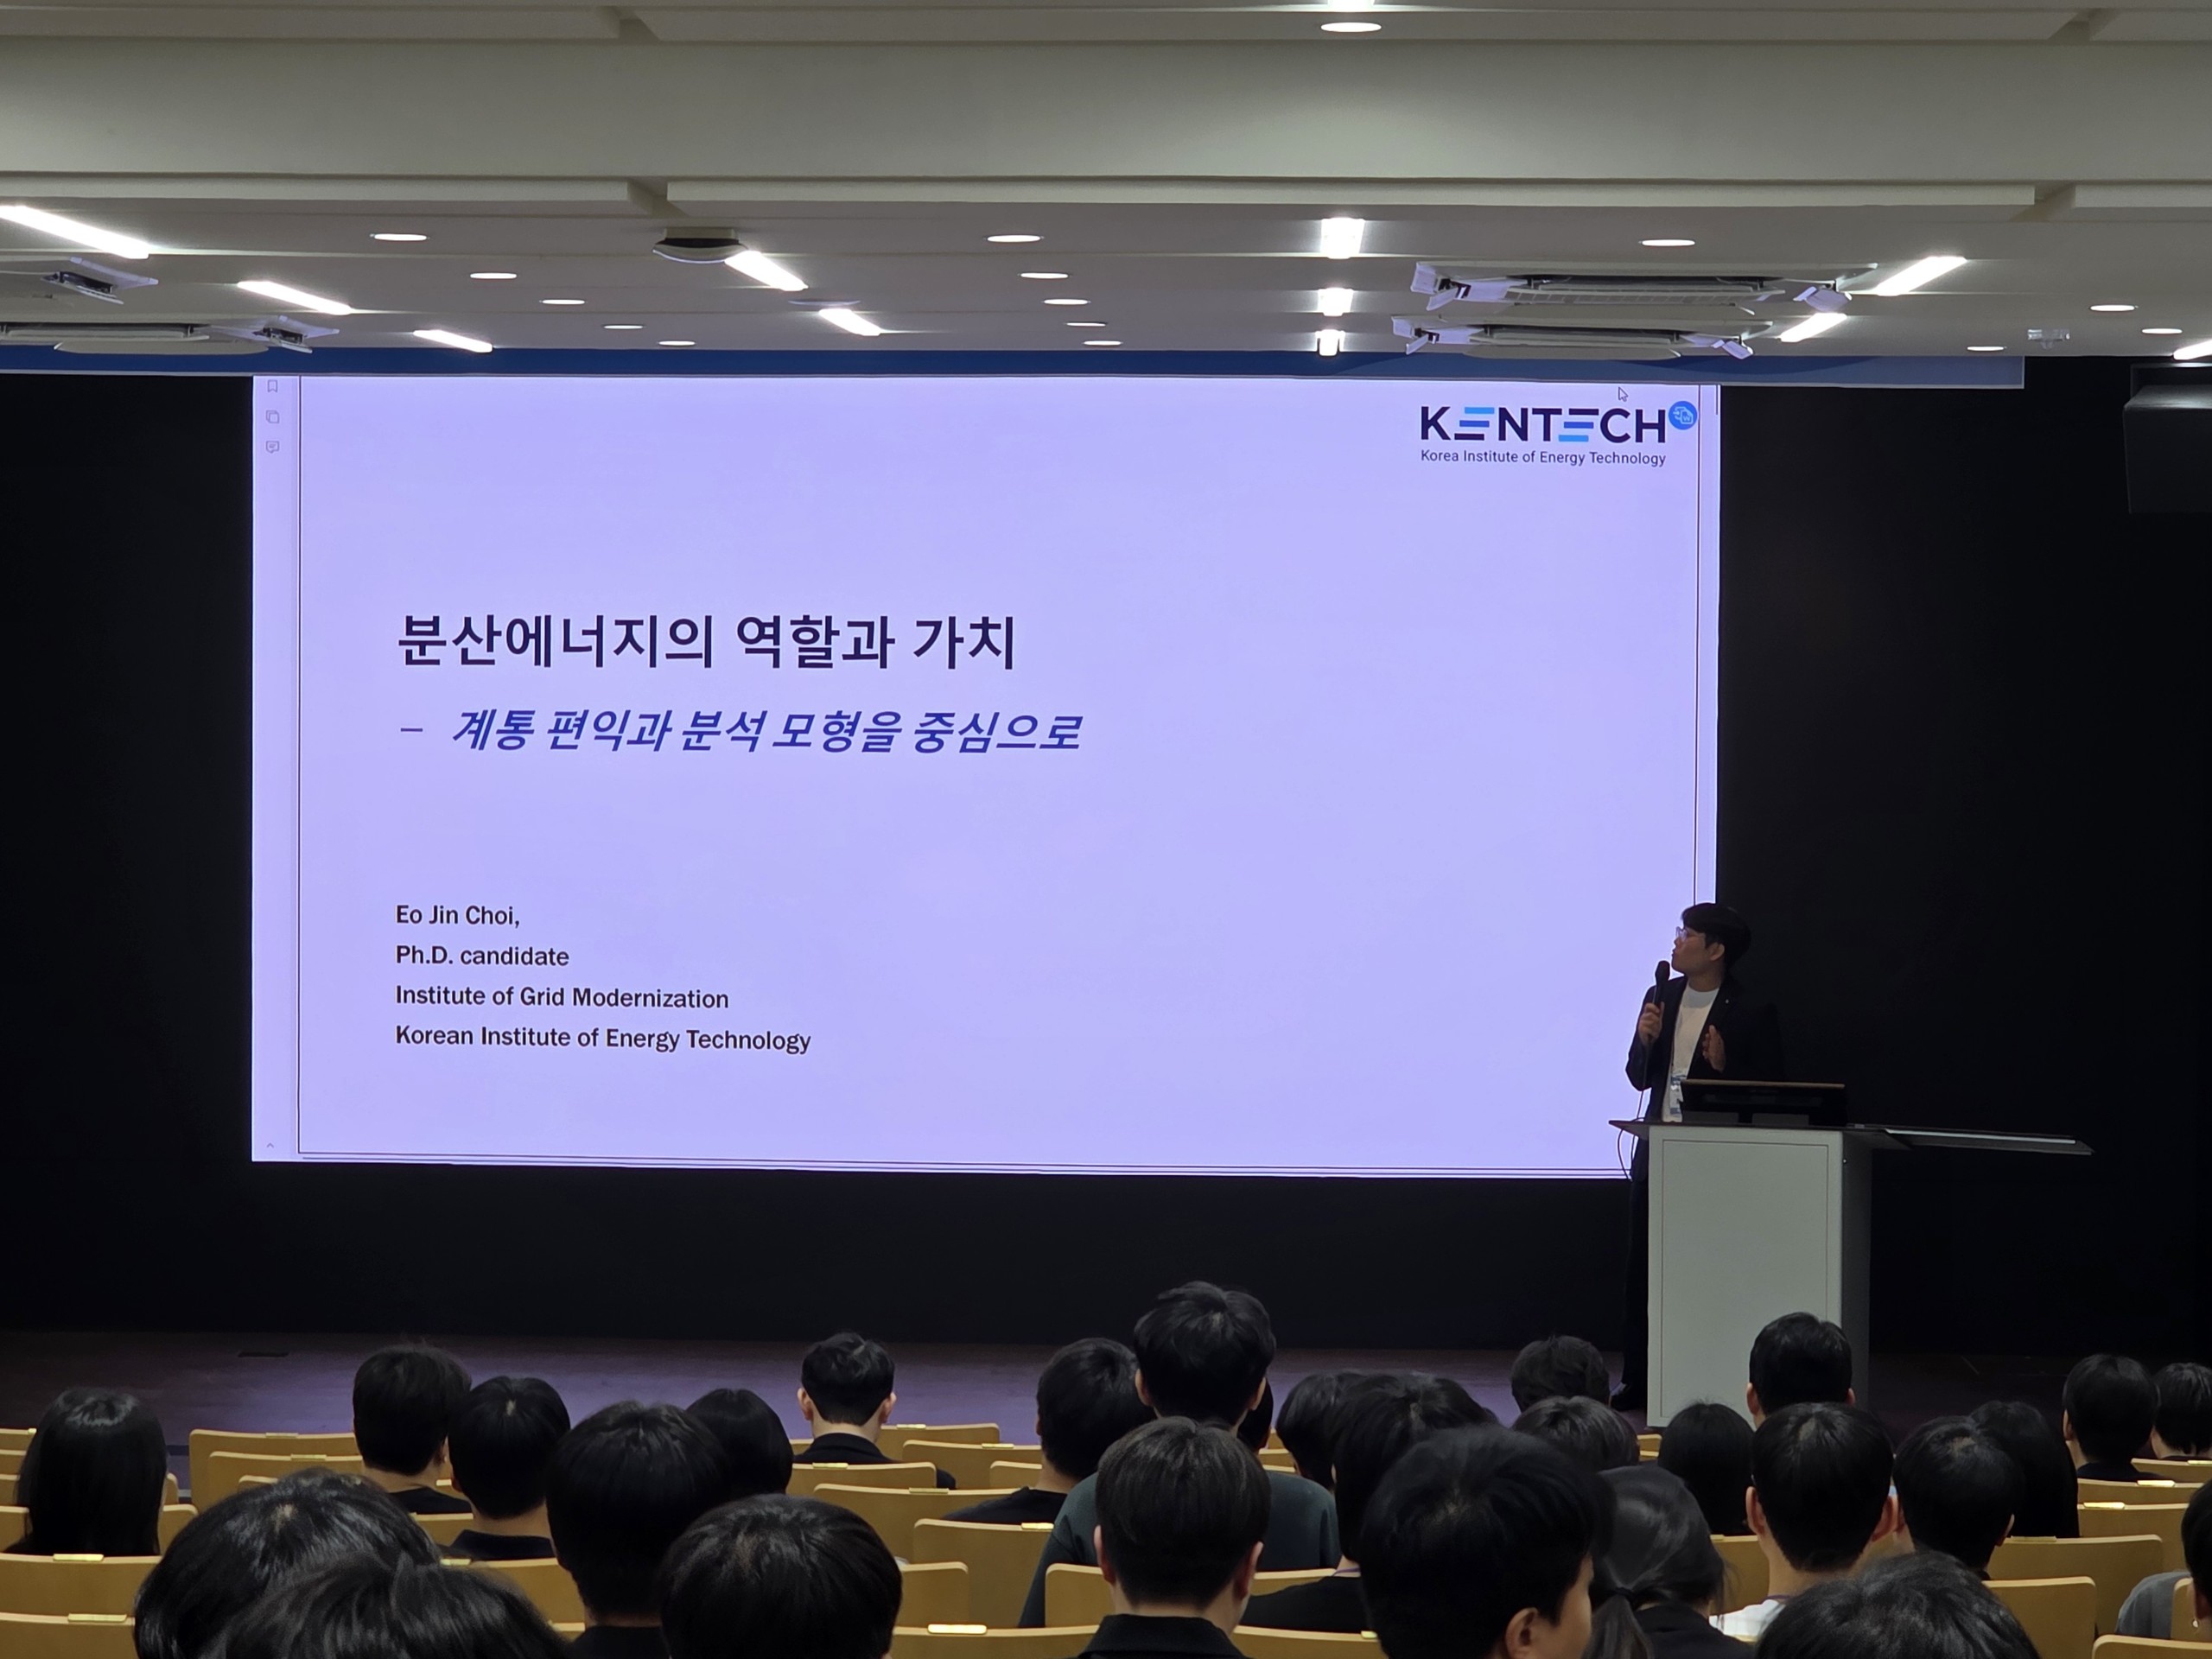 KENTECH
Korea Institute of Energy Technology
분산에너지의 역할과 가치
– 계통 편익과 분석 모형을 중심으로
Eo Jin Choi,
Ph.D. candidate
Institute of Grid Modernization
Korean Institute of Energy Technology